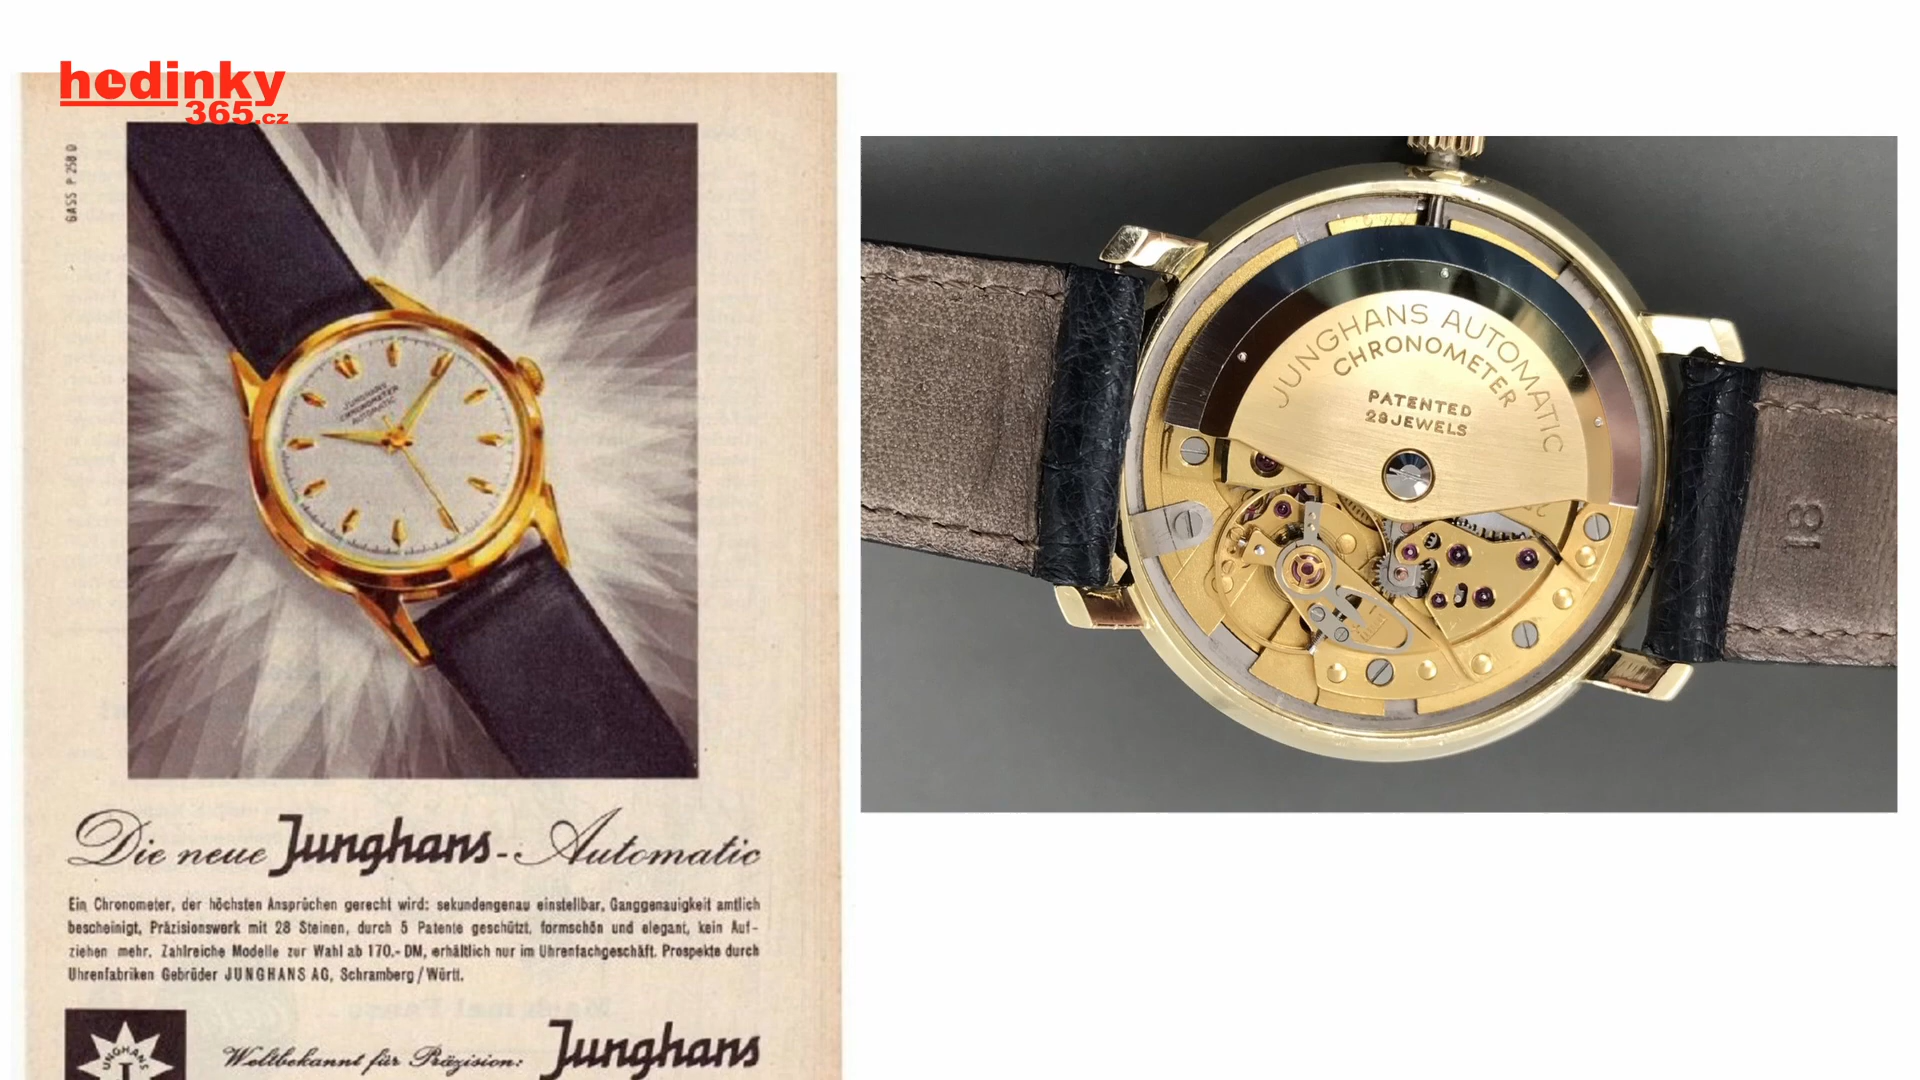 hodinky
365.cz
GASS P 258 D
JUNGHANS
CHRONOMETER
AUTOMATIC
Die neue Junghans-Automatic
Ein Chronometer, der höchsten Ansprüchen gerecht wird: sekundengenau einstellbar, Ganggenauigkeit amtlich
bescheinigt, Präzisionswerk mit 28 Steinen, durch 5 Patente geschützt, formschön und elegant, kein Auf-
ziehen mehr. Zahlreiche Modelle zur Wahl ab 170.- DM, erhältlich nur im Uhrenfachgeschäft. Prospekte durch
Uhrenfabriken Gebrüder JUNGHANS AG, Schramberg/Württ.
JUNGHANS
J
Weltbekannt für Präzision: Junghans
JUNGHANS AUTOMATIC
CHRONOMETER
PATENTED
29 JEWELS
18